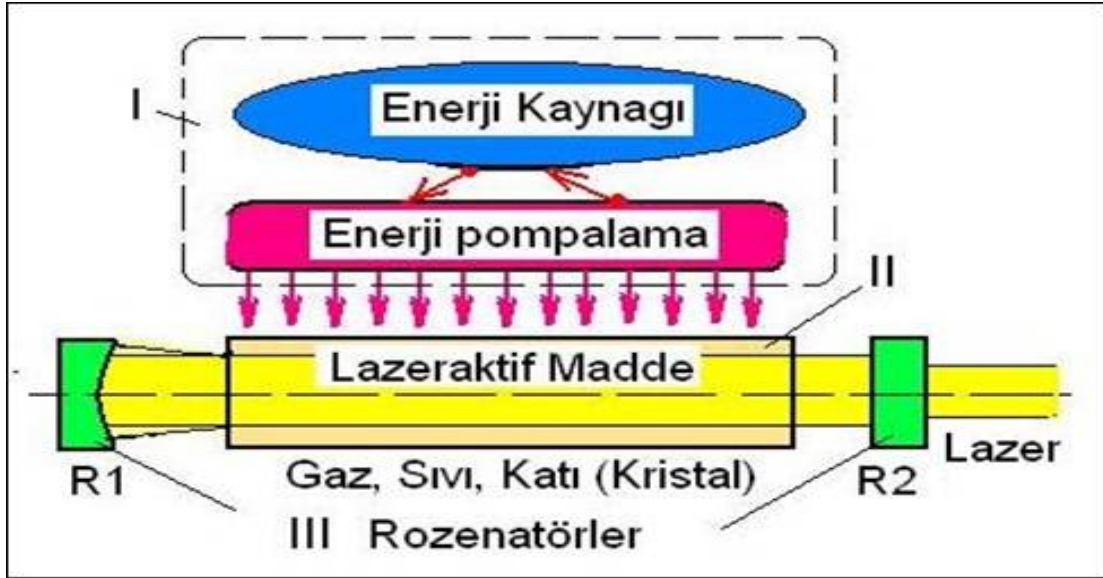 I
Enerji Kaynagı
Enerji pompalama
II
Lazeraktif Madde
R1
Gaz, Sıvı, Katı (Kristal)
R2
Lazer
III Rozenatörler